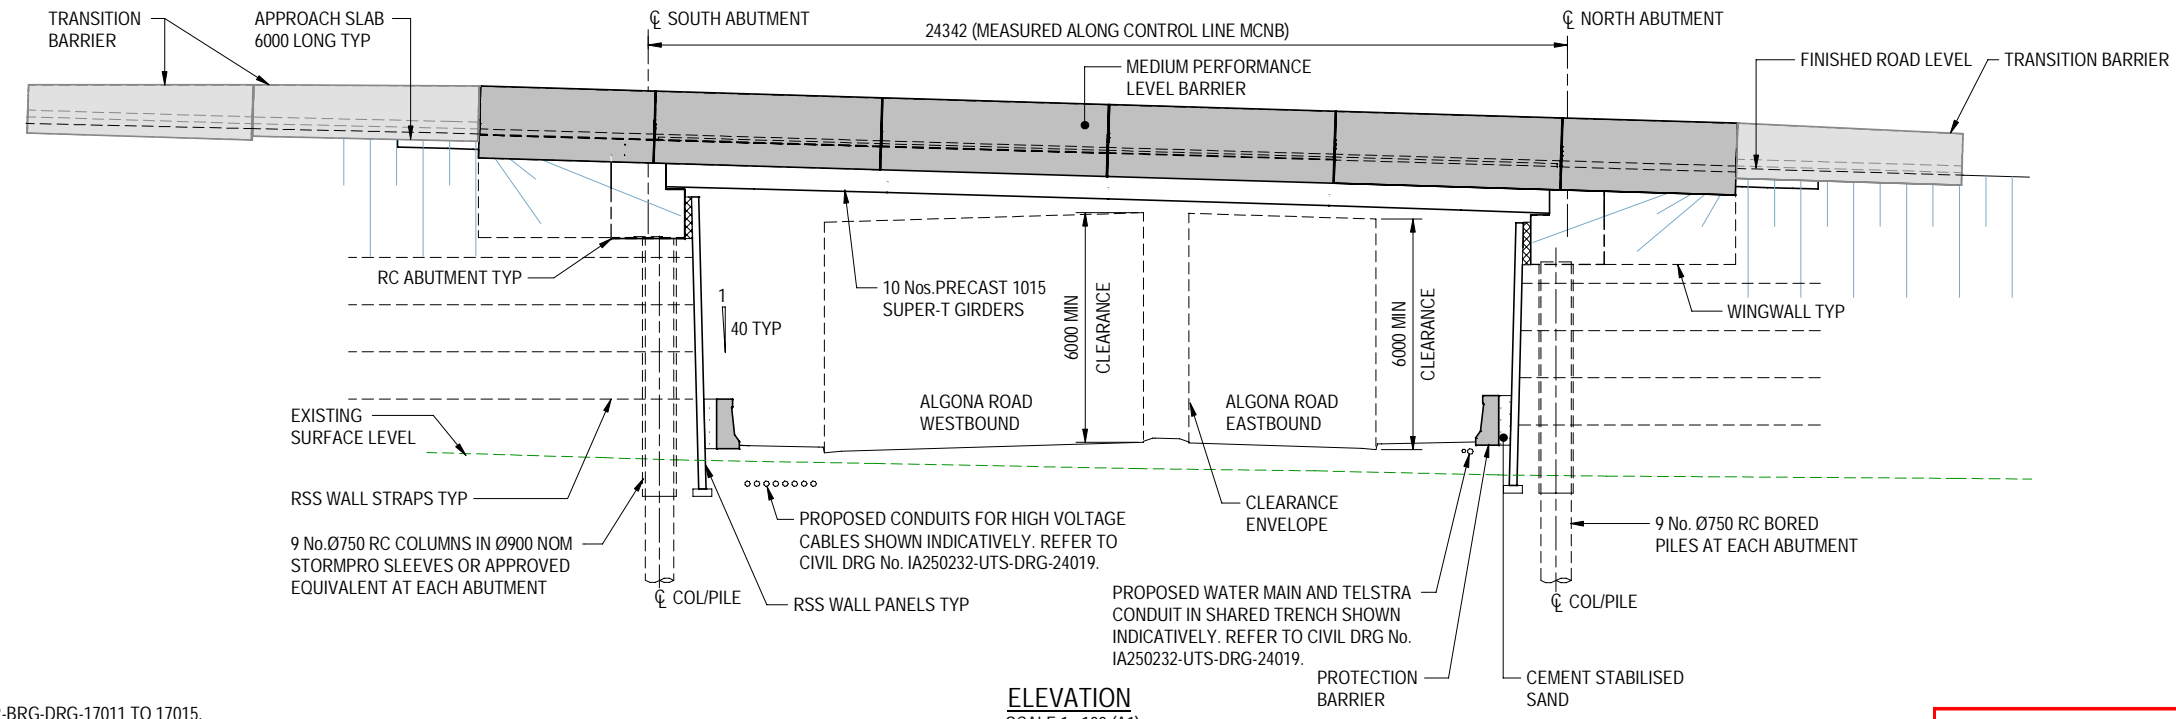 TRANSITION
BARRIER
APPROACH SLAB
6000 LONG TYP
℄ SOUTH ABUTMENT
24342 (MEASURED ALONG CONTROL LINE MCNB)
℄ NORTH ABUTMENT
MEDIUM PERFORMANCE
LEVEL BARRIER
FINISHED ROAD LEVEL
TRANSITION BARRIER
RC ABUTMENT TYP
1
40 TYP
10 Nos.PRECAST 1015
SUPER-T GIRDERS
6000 MIN
CLEARANCE
6000 MIN
CLEARANCE
WINGWALL TYP
ALGONA ROAD
WESTBOUND
ALGONA ROAD
EASTBOUND
EXISTING
SURFACE LEVEL
RSS WALL STRAPS TYP
9 No.Ø750 RC COLUMNS IN Ø900 NOM
STORMPRO SLEEVES OR APPROVED
EQUIVALENT AT EACH ABUTMENT
PROPOSED CONDUITS FOR HIGH VOLTAGE
CABLES SHOWN INDICATIVELY. REFER TO
CIVIL DRG No. IA250232-UTS-DRG-24019.
CLEARANCE
ENVELOPE
9 No. Ø750 RC BORED
PILES AT EACH ABUTMENT
℄ COL/PILE
RSS WALL PANELS TYP
PROPOSED WATER MAIN AND TELSTRA
CONDUIT IN SHARED TRENCH SHOWN
INDICATIVELY. REFER TO CIVIL DRG No.
IA250232-UTS-DRG-24019.
℄ COL/PILE
PROTECTION
BARRIER
CEMENT STABILISED
SAND
ELEVATION
-BRG-DRG-17011 TO 17015.